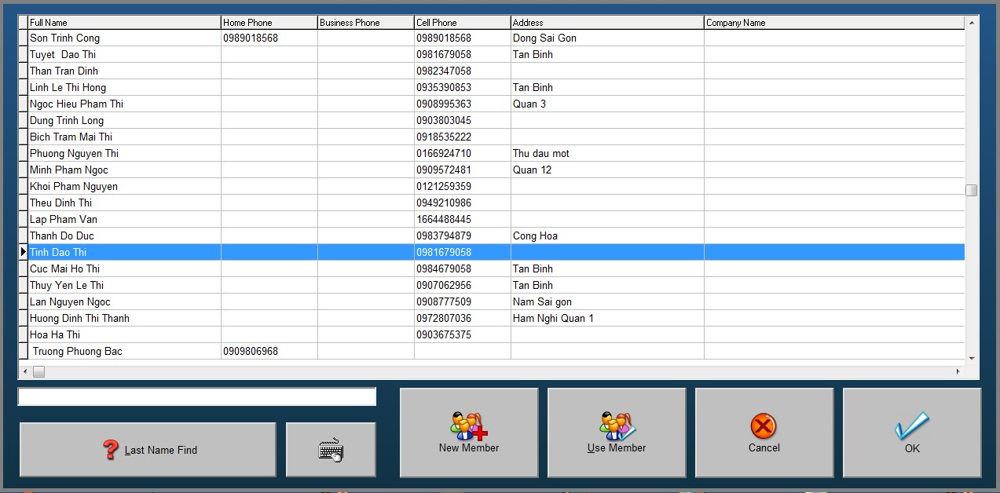 Full Name Home Phone Business Phone Cell Phone Address Company Name
Son Trinh Cong 0989018568 0989018568 Dong Sai Gon
Tuyet  Dao Thi 0981679058 Tan Binh
Than Tran Dinh 0982347058
Linh Le Thi Hong 0935390853 Tan Binh
Ngoc Hieu Pham Thi 0908995363 Quan 3
Dung Trinh Long 0903803045
Bich Tram Mai Thi 0918535222
Phuong Nguyen Thi 0166924710 Thu dau mot
Minh Pham Ngoc 0909572481 Quan 12
Khoi Pham Nguyen 0121259359
Theu Dinh Thi 0949210986
Lap Pham Van 1664488445
Thanh Do Duc 0983794879 Cong Hoa
Tinh Dao Thi 0981679058
Cuc Mai Ho Thi 0984679058 Tan Binh
Thuy Yen Le Thi 0907062956 Tan Binh
Lan Nguyen Ngoc 0908777509 Nam Sai gon
Huong Dinh Thi Thanh 0972807036 Ham Nghi Quan 1
Hoa Ha Thi 0903675375
Truong Phuong Bac 0909806968
Last Name Find
New Member
Use Member
Cancel
OK